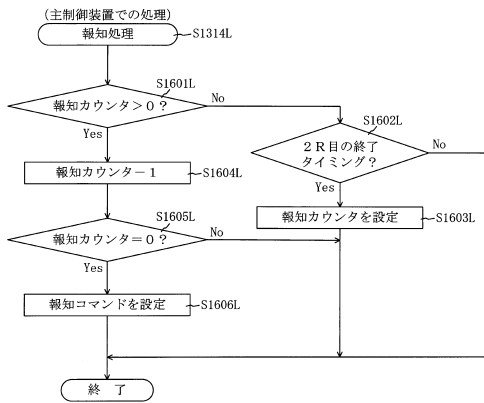 (主制御装置での処理)
報知処理
S1314L
S1601L
報知カウンタ>0?
No
Yes
S1602L
2R目の終了
タイミング?
No
Yes
報知カウンタ-1
S1604L
報知カウンタを設定
S1603L
S1605L
報知カウンタ=0?
No
Yes
報知コマンドを設定
S1606L
終 了